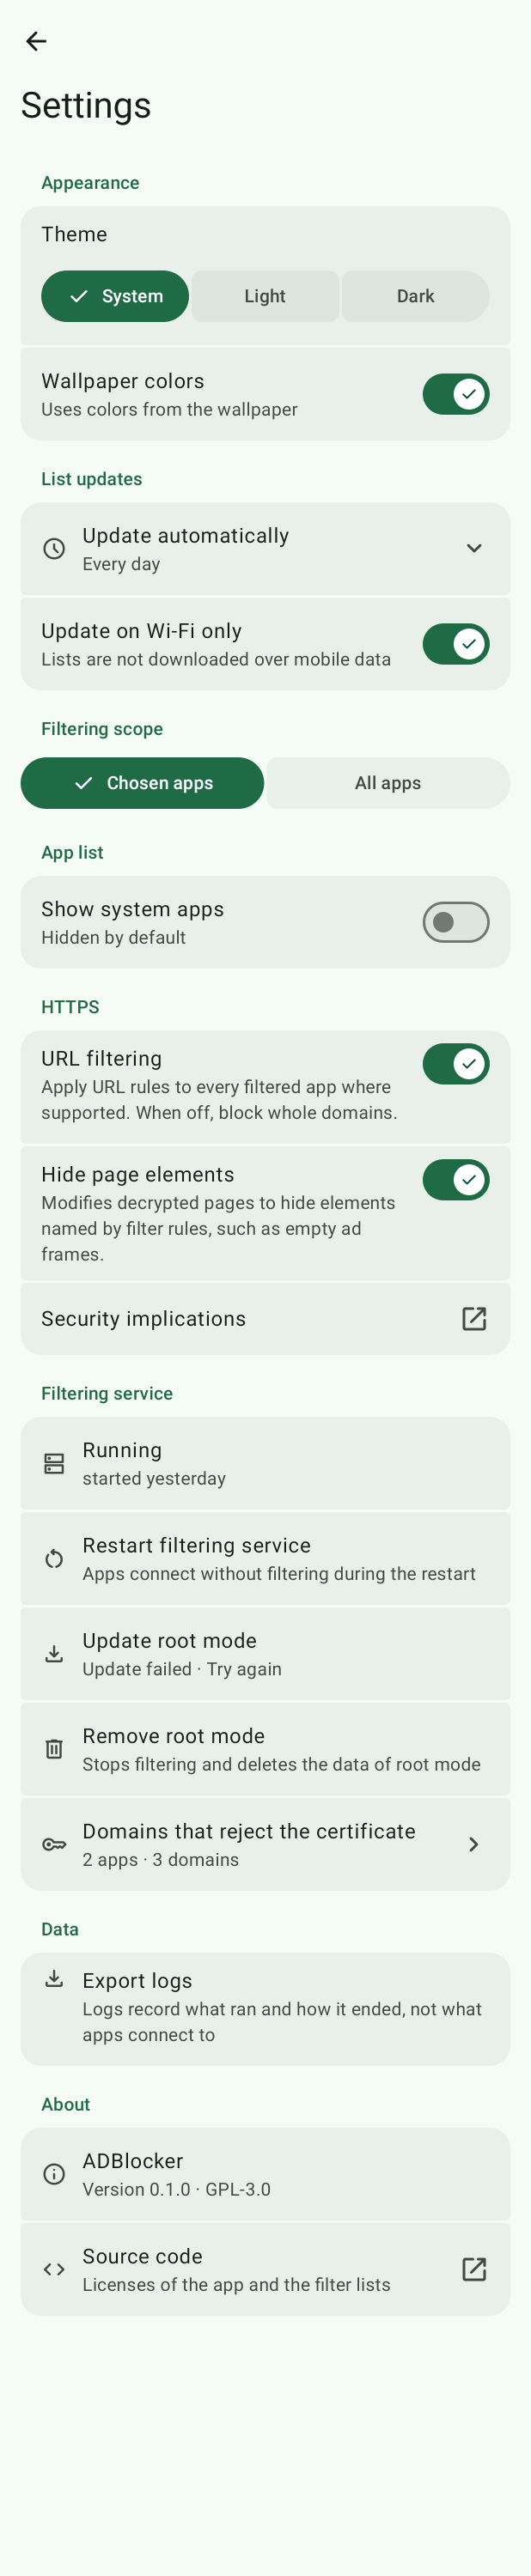 Settings
Appearance
Theme
System
Light
Dark
Wallpaper colors
Uses colors from the wallpaper
List updates
Update automatically
Every day
Update on Wi-Fi only
Lists are not downloaded over mobile data
Filtering scope
Chosen apps
All apps
App list
Show system apps
Hidden by default
HTTPS
URL filtering
Apply URL rules to every filtered app where
supported. When off, block whole domains.
Hide page elements
Modifies decrypted pages to hide elements
named by filter rules, such as empty ad
frames.
Security implications
Filtering service
Running
started yesterday
Restart filtering service
Apps connect without filtering during the restart
Update root mode
Update failed · Try again
Remove root mode
Stops filtering and deletes the data of root mode
Domains that reject the certificate
2 apps · 3 domains
Data
Export logs
Logs record what ran and how it ended, not what
apps connect to
About
ADBlocker
Version 0.1.0 · GPL-3.0
Source code
Licenses of the app and the filter lists